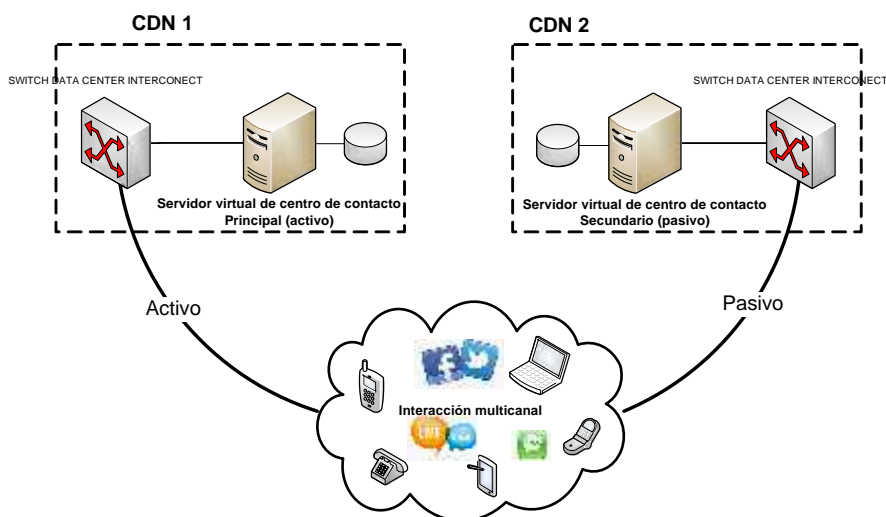 CDN 1
CDN 2
SWITCH DATA CENTER INTERCONECT
SWITCH DATA CENTER INTERCONECT
Servidor virtual de centro de contacto
Principal (activo)
Servidor virtual de centro de contacto
Secundario (pasivo)
Activo
Pasivo
Interacción multicanal